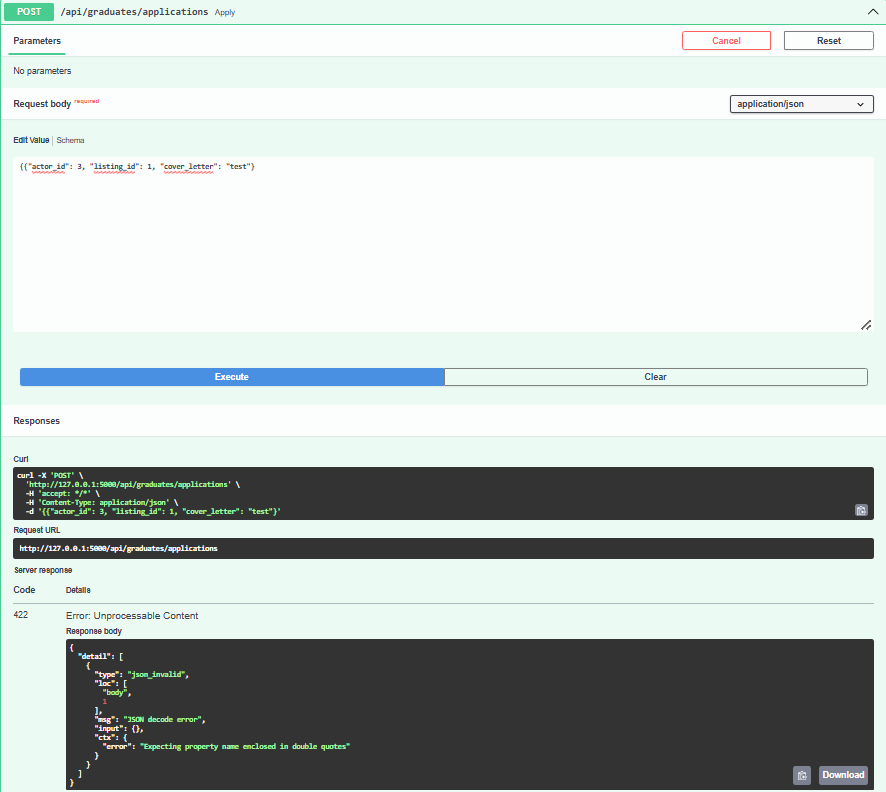 POST /api/graduates/applications Apply
Parameters
Cancel Reset
No parameters
Request body required
application/json
Edit Value | Schema
{{"actor_id": 3, "listing_id": 1, "cover_letter": "test"}
Execute Clear
Responses
Curl
curl -X 'POST' \
'http://127.0.0.1:5000/api/graduates/applications' \
-H 'accept: */*' \
-H 'Content-Type: application/json' \
-d '{{"actor_id": 3, "listing_id": 1, "cover_letter": "test"}'
Request URL
http://127.0.0.1:5000/api/graduates/applications
Server response
Code Details
422 Error: Unprocessable Content
Response body
{
"detail": [
{
"type": "json_invalid",
"loc": [
"body",
1
],
"msg": "JSON decode error",
"input": {},
"ctx": {
"error": "Expecting property name enclosed in double quotes"
}
}
]
}
Download